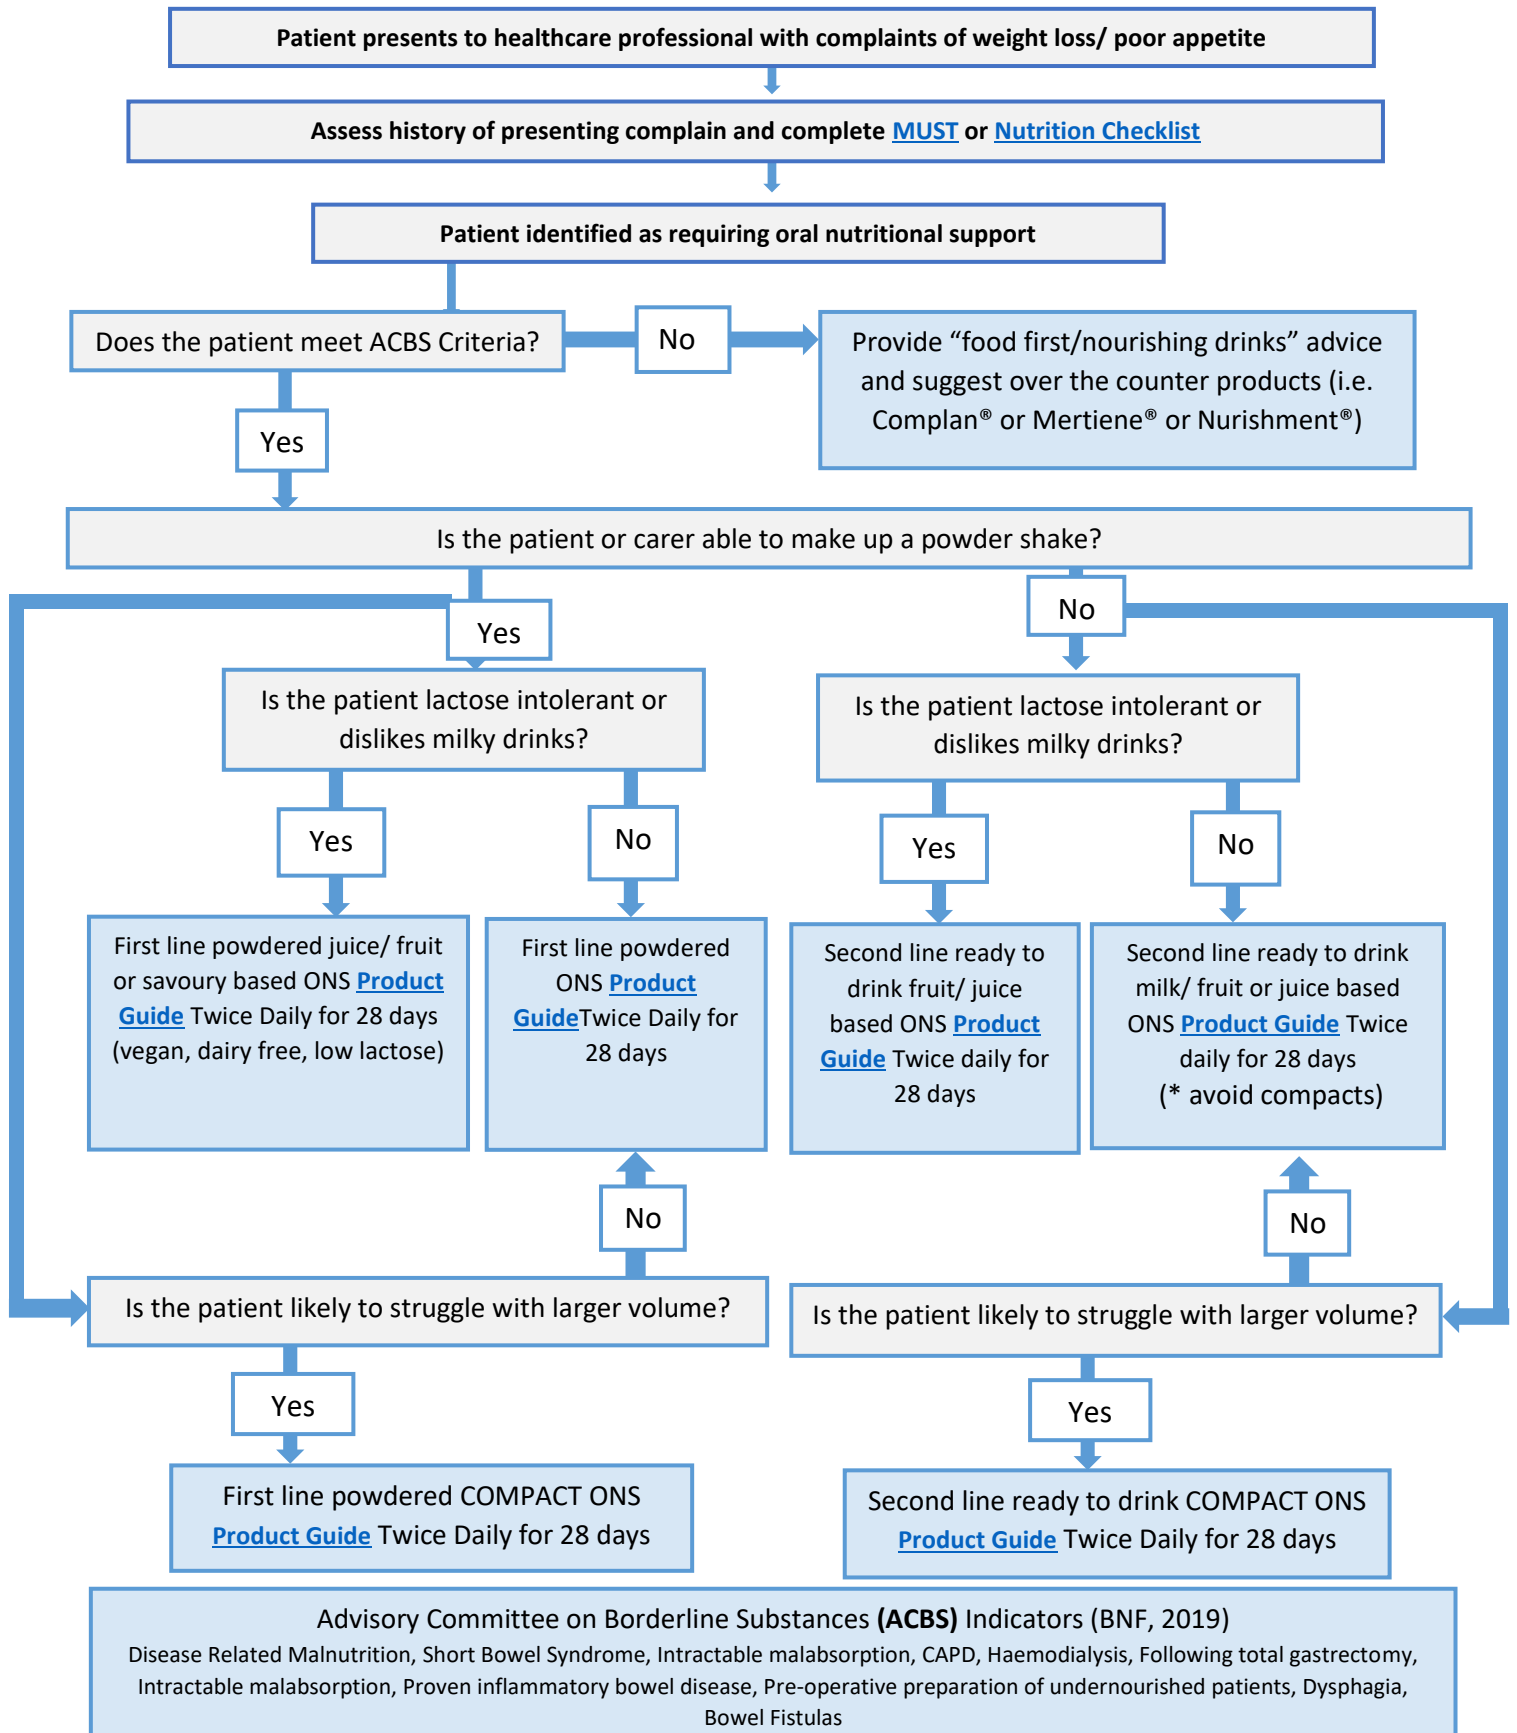 Patient presents to healthcare professional with complaints of weight loss/ poor appetite
Assess history of presenting complain and complete MUST or Nutrition Checklist
Patient identified as requiring oral nutritional support
Does the patient meet ACBS Criteria?
No
Provide “food first/nourishing drinks” advice
and suggest over the counter products (i.e.
Complan® or Mertiene® or Nurishment®)
Yes
Is the patient or carer able to make up a powder shake?
Yes
No
Is the patient lactose intolerant or
dislikes milky drinks?
Is the patient lactose intolerant or
dislikes milky drinks?
Yes
No
Yes
No
First line powdered juice/ fruit
or savoury based ONS Product
Guide Twice Daily for 28 days
(vegan, dairy free, low lactose)
First line powdered
ONS Product
GuideTwice Daily for
28 days
Second line ready to
drink fruit/ juice
based ONS Product
Guide Twice daily for
28 days
Second line ready to drink
milk/ fruit or juice based
ONS Product Guide Twice
daily for 28 days
(* avoid compacts)
No
No
Is the patient likely to struggle with larger volume?
Is the patient likely to struggle with larger volume?
Yes
Yes
First line powdered COMPACT ONS
Product Guide Twice Daily for 28 days
Second line ready to drink COMPACT ONS
Product Guide Twice Daily for 28 days
Advisory Committee on Borderline Substances (ACBS) Indicators (BNF, 2019)
Disease Related Malnutrition, Short Bowel Syndrome, Intractable malabsorption, CAPD, Haemodialysis, Following total gastrectomy,
Intractable malabsorption, Proven inflammatory bowel disease, Pre-operative preparation of undernourished patients, Dysphagia,
Bowel Fistulas